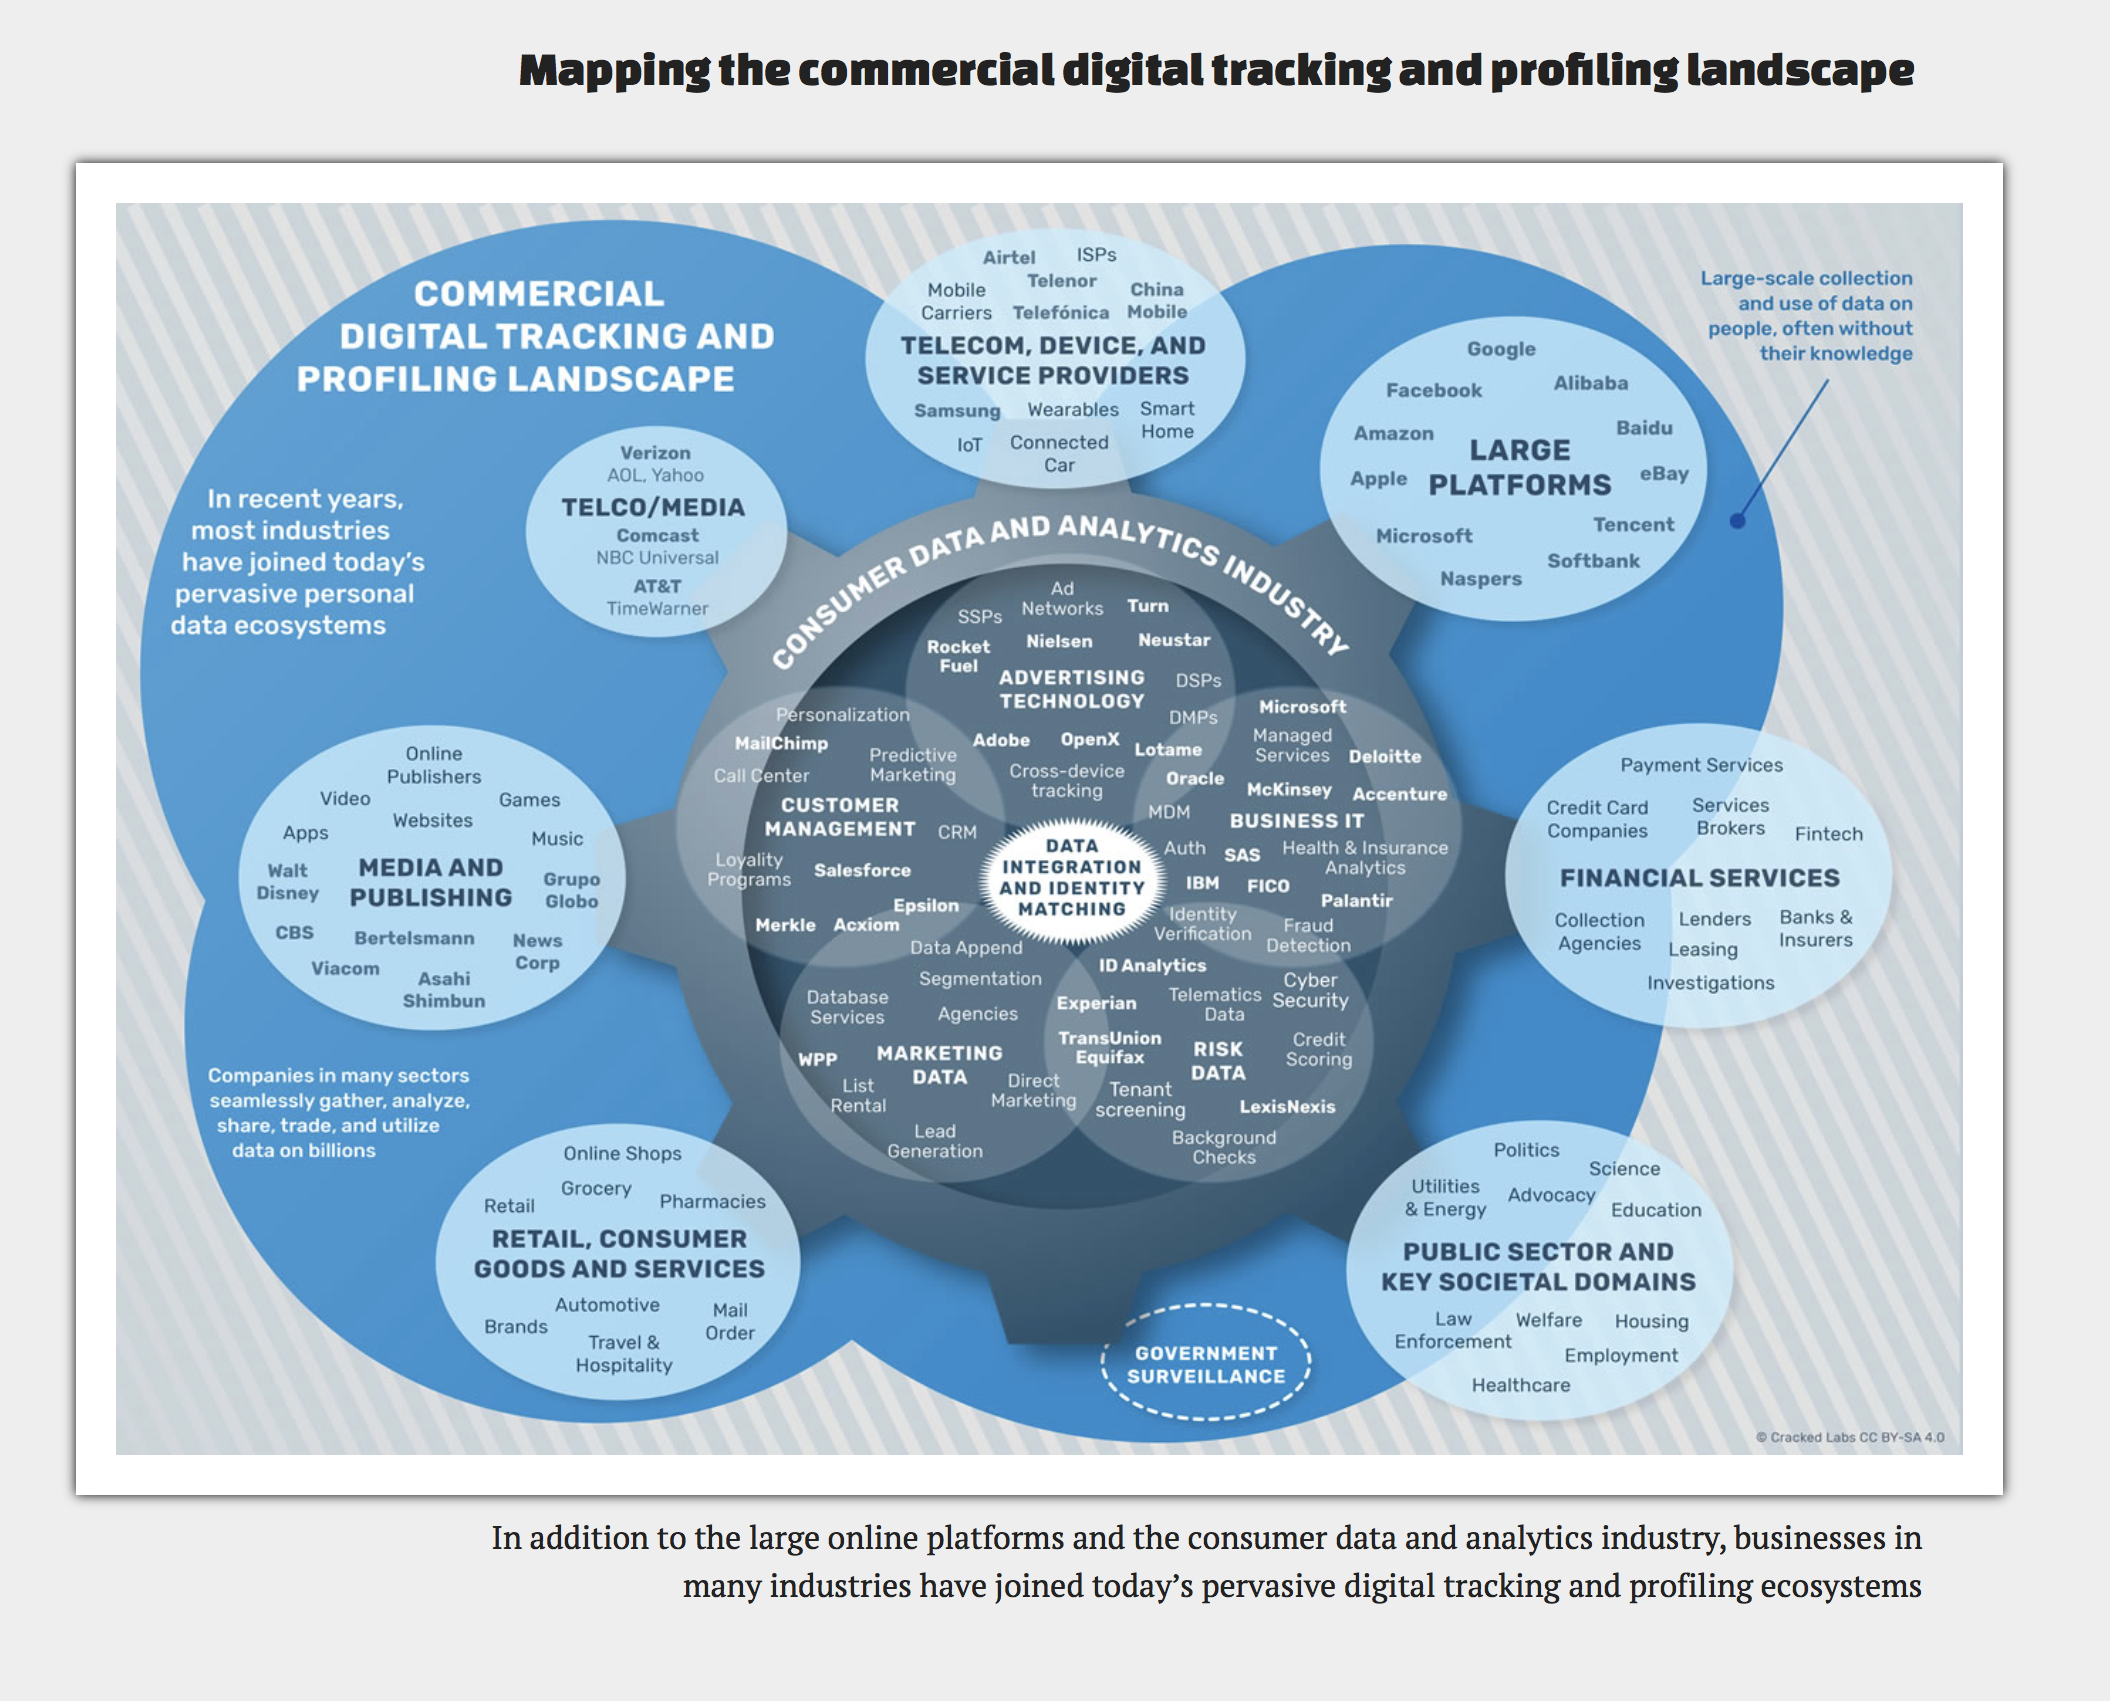 Mapping the commercial digital tracking and profiling landscape
COMMERCIAL
DIGITAL TRACKING AND
PROFILING LANDSCAPE
In recent years,
most industries
have joined today's
pervasive personal
data ecosystems
Companies in many sectors
seamlessly gather, analyze,
share, trade, and utilize
data on billions
Large-scale collection
and use of data on
people, often without
their knowledge
Airtel
ISPs
Mobile
Carriers
Telenor
Telefónica
China
Mobile
TELECOM, DEVICE, AND
SERVICE PROVIDERS
Samsung
Wearables
Smart
Home
IoT
Connected
Car
Verizon
AOL, Yahoo
TELCO/MEDIA
Comcast
NBC Universal
AT&T
TimeWarner
Google
Facebook
Alibaba
Amazon
Baidu
LARGE
PLATFORMS
Apple
eBay
Microsoft
Tencent
Softbank
Naspers
Online
Publishers
Video
Games
Websites
Apps
Music
MEDIA AND
PUBLISHING
Walt
Disney
Grupo
Globo
CBS
Bertelsmann
News
Corp
Viacom
Asahi
Shimbun
Payment Services
Credit Card
Companies
Services
Brokers
Fintech
FINANCIAL SERVICES
Collection
Agencies
Lenders
Leasing
Banks &
Insurers
Investigations
Online Shops
Grocery
Retail
Pharmacies
RETAIL, CONSUMER
GOODS AND SERVICES
Automotive
Brands
Travel &
Hospitality
Mail
Order
Politics
Science
Utilities
& Energy
Advocacy
Education
PUBLIC SECTOR AND
KEY SOCIETAL DOMAINS
Law
Enforcement
Welfare
Housing
Employment
Healthcare
GOVERNMENT
SURVEILLANCE
CONSUMER DATA AND ANALYTICS INDUSTRY
Ad
Networks
SSPs
Turn
Rocket
Fuel
Nielsen
Neustar
ADVERTISING
TECHNOLOGY
DSPs
DMPs
Adobe
OpenX
Lotame
Cross-device
tracking
Oracle
Personalization
MailChimp
Predictive
Marketing
Call Center
CUSTOMER
MANAGEMENT
CRM
Loyality
Programs
Salesforce
Epsilon
Merkle
Acxiom
Microsoft
Managed
Services
Deloitte
McKinsey
Accenture
MDM
BUSINESS IT
Auth
SAS
Health & Insurance
Analytics
IBM
FICO
Palantir
Identity
Verification
Fraud
Detection
DATA
INTEGRATION
AND IDENTITY
MATCHING
Data Append
Segmentation
Database
Services
Agencies
WPP
MARKETING
DATA
List
Rental
Direct
Marketing
Lead
Generation
ID Analytics
Cyber
Security
Experian
Telematics
Data
TransUnion
Equifax
RISK
DATA
Credit
Scoring
Tenant
screening
LexisNexis
Background
Checks
© Cracked Labs CC BY-SA 4.0
In addition to the large online platforms and the consumer data and analytics industry, businesses in
many industries have joined today's pervasive digital tracking and profiling ecosystems